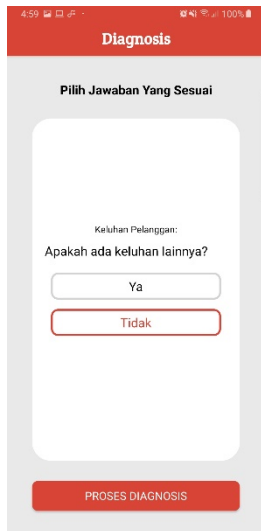 4:59 100%
Diagnosis
Pilih Jawaban Yang Sesuai
Keluhan Pelanggan:
Apakah ada keluhan lainnya?
Ya
Tidak
PROSES DIAGNOSIS